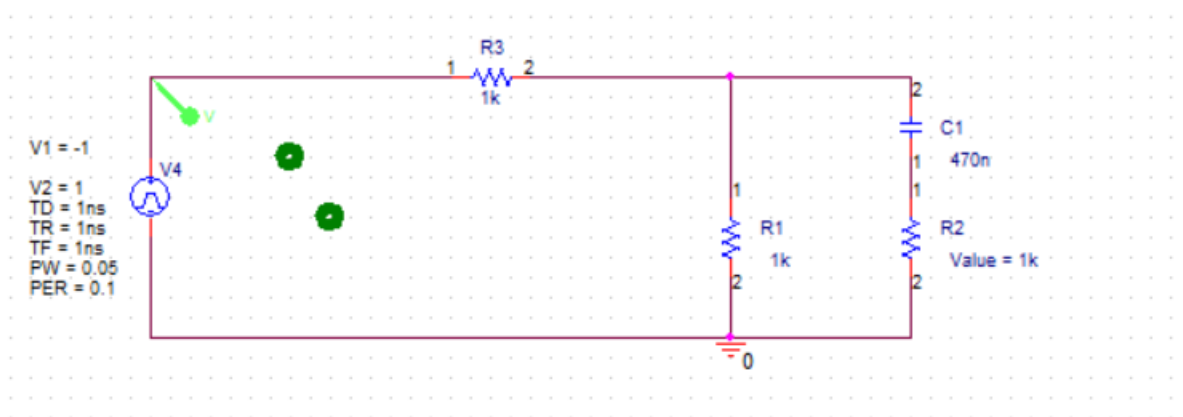 R3
1 2
1k
V
2
C1
V1 = -1
1 470n
V4
V2 = 1
1 1
TD = 1ns
TR = 1ns
R1 R2
TF = 1ns
1k Value = 1k
PW = 0.05
2 2
PER = 0.1
0